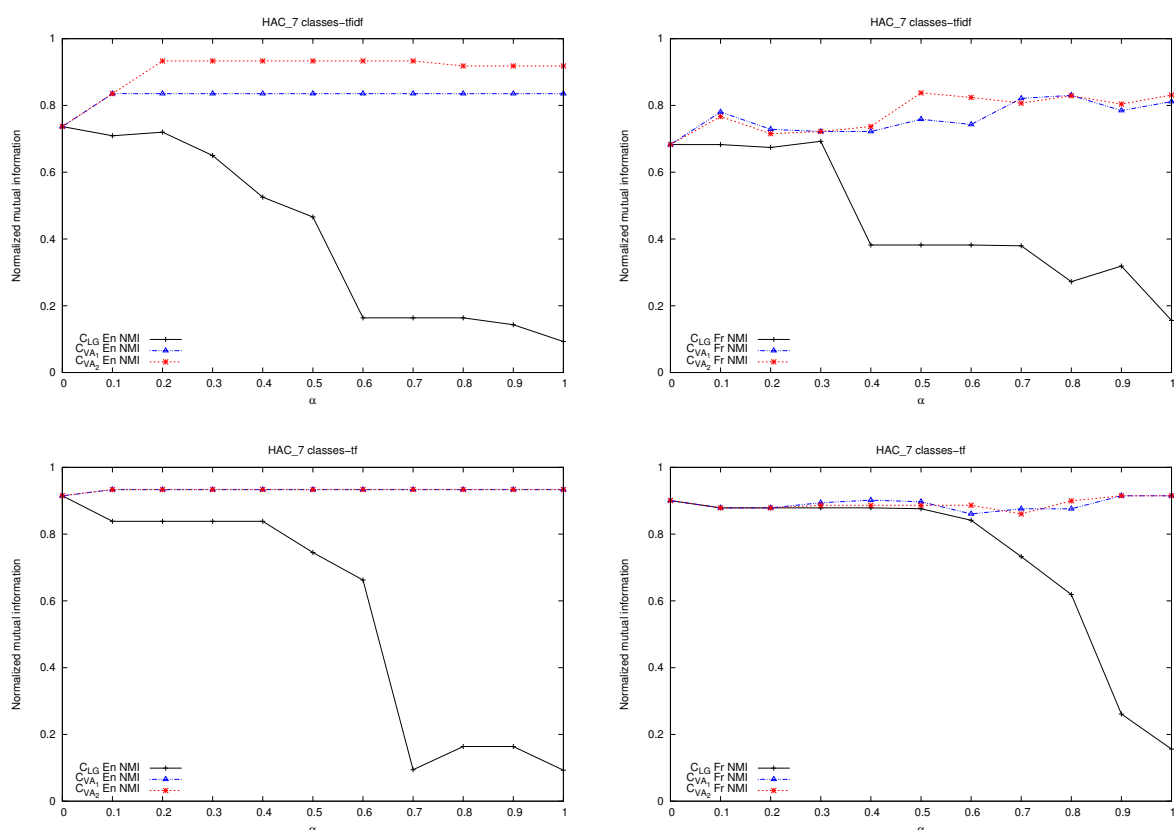 HAC_7 classes-tfidf
1
0.8
0.6
0.4
0.2
0
Normalized mutual information
C_LG En NMI
C_VA_1 En NMI
C_VA_2 En NMI
0 0.1 0.2 0.3 0.4 0.5 0.6 0.7 0.8 0.9 1
α
HAC_7 classes-tfidf
1
0.8
0.6
0.4
0.2
0
Normalized mutual information
C_LG Fr NMI
C_VA_1 Fr NMI
C_VA_2 Fr NMI
0 0.1 0.2 0.3 0.4 0.5 0.6 0.7 0.8 0.9 1
α
HAC_7 classes-tf
1
0.8
0.6
0.4
0.2
0
Normalized mutual information
C_LG En NMI
C_VA_1 En NMI
C_VA_2 En NMI
0 0.1 0.2 0.3 0.4 0.5 0.6 0.7 0.8 0.9 1
α
HAC_7 classes-tf
1
0.8
0.6
0.4
0.2
0
Normalized mutual information
C_LG Fr NMI
C_VA_1 Fr NMI
C_VA_2 Fr NMI
0 0.1 0.2 0.3 0.4 0.5 0.6 0.7 0.8 0.9 1
α